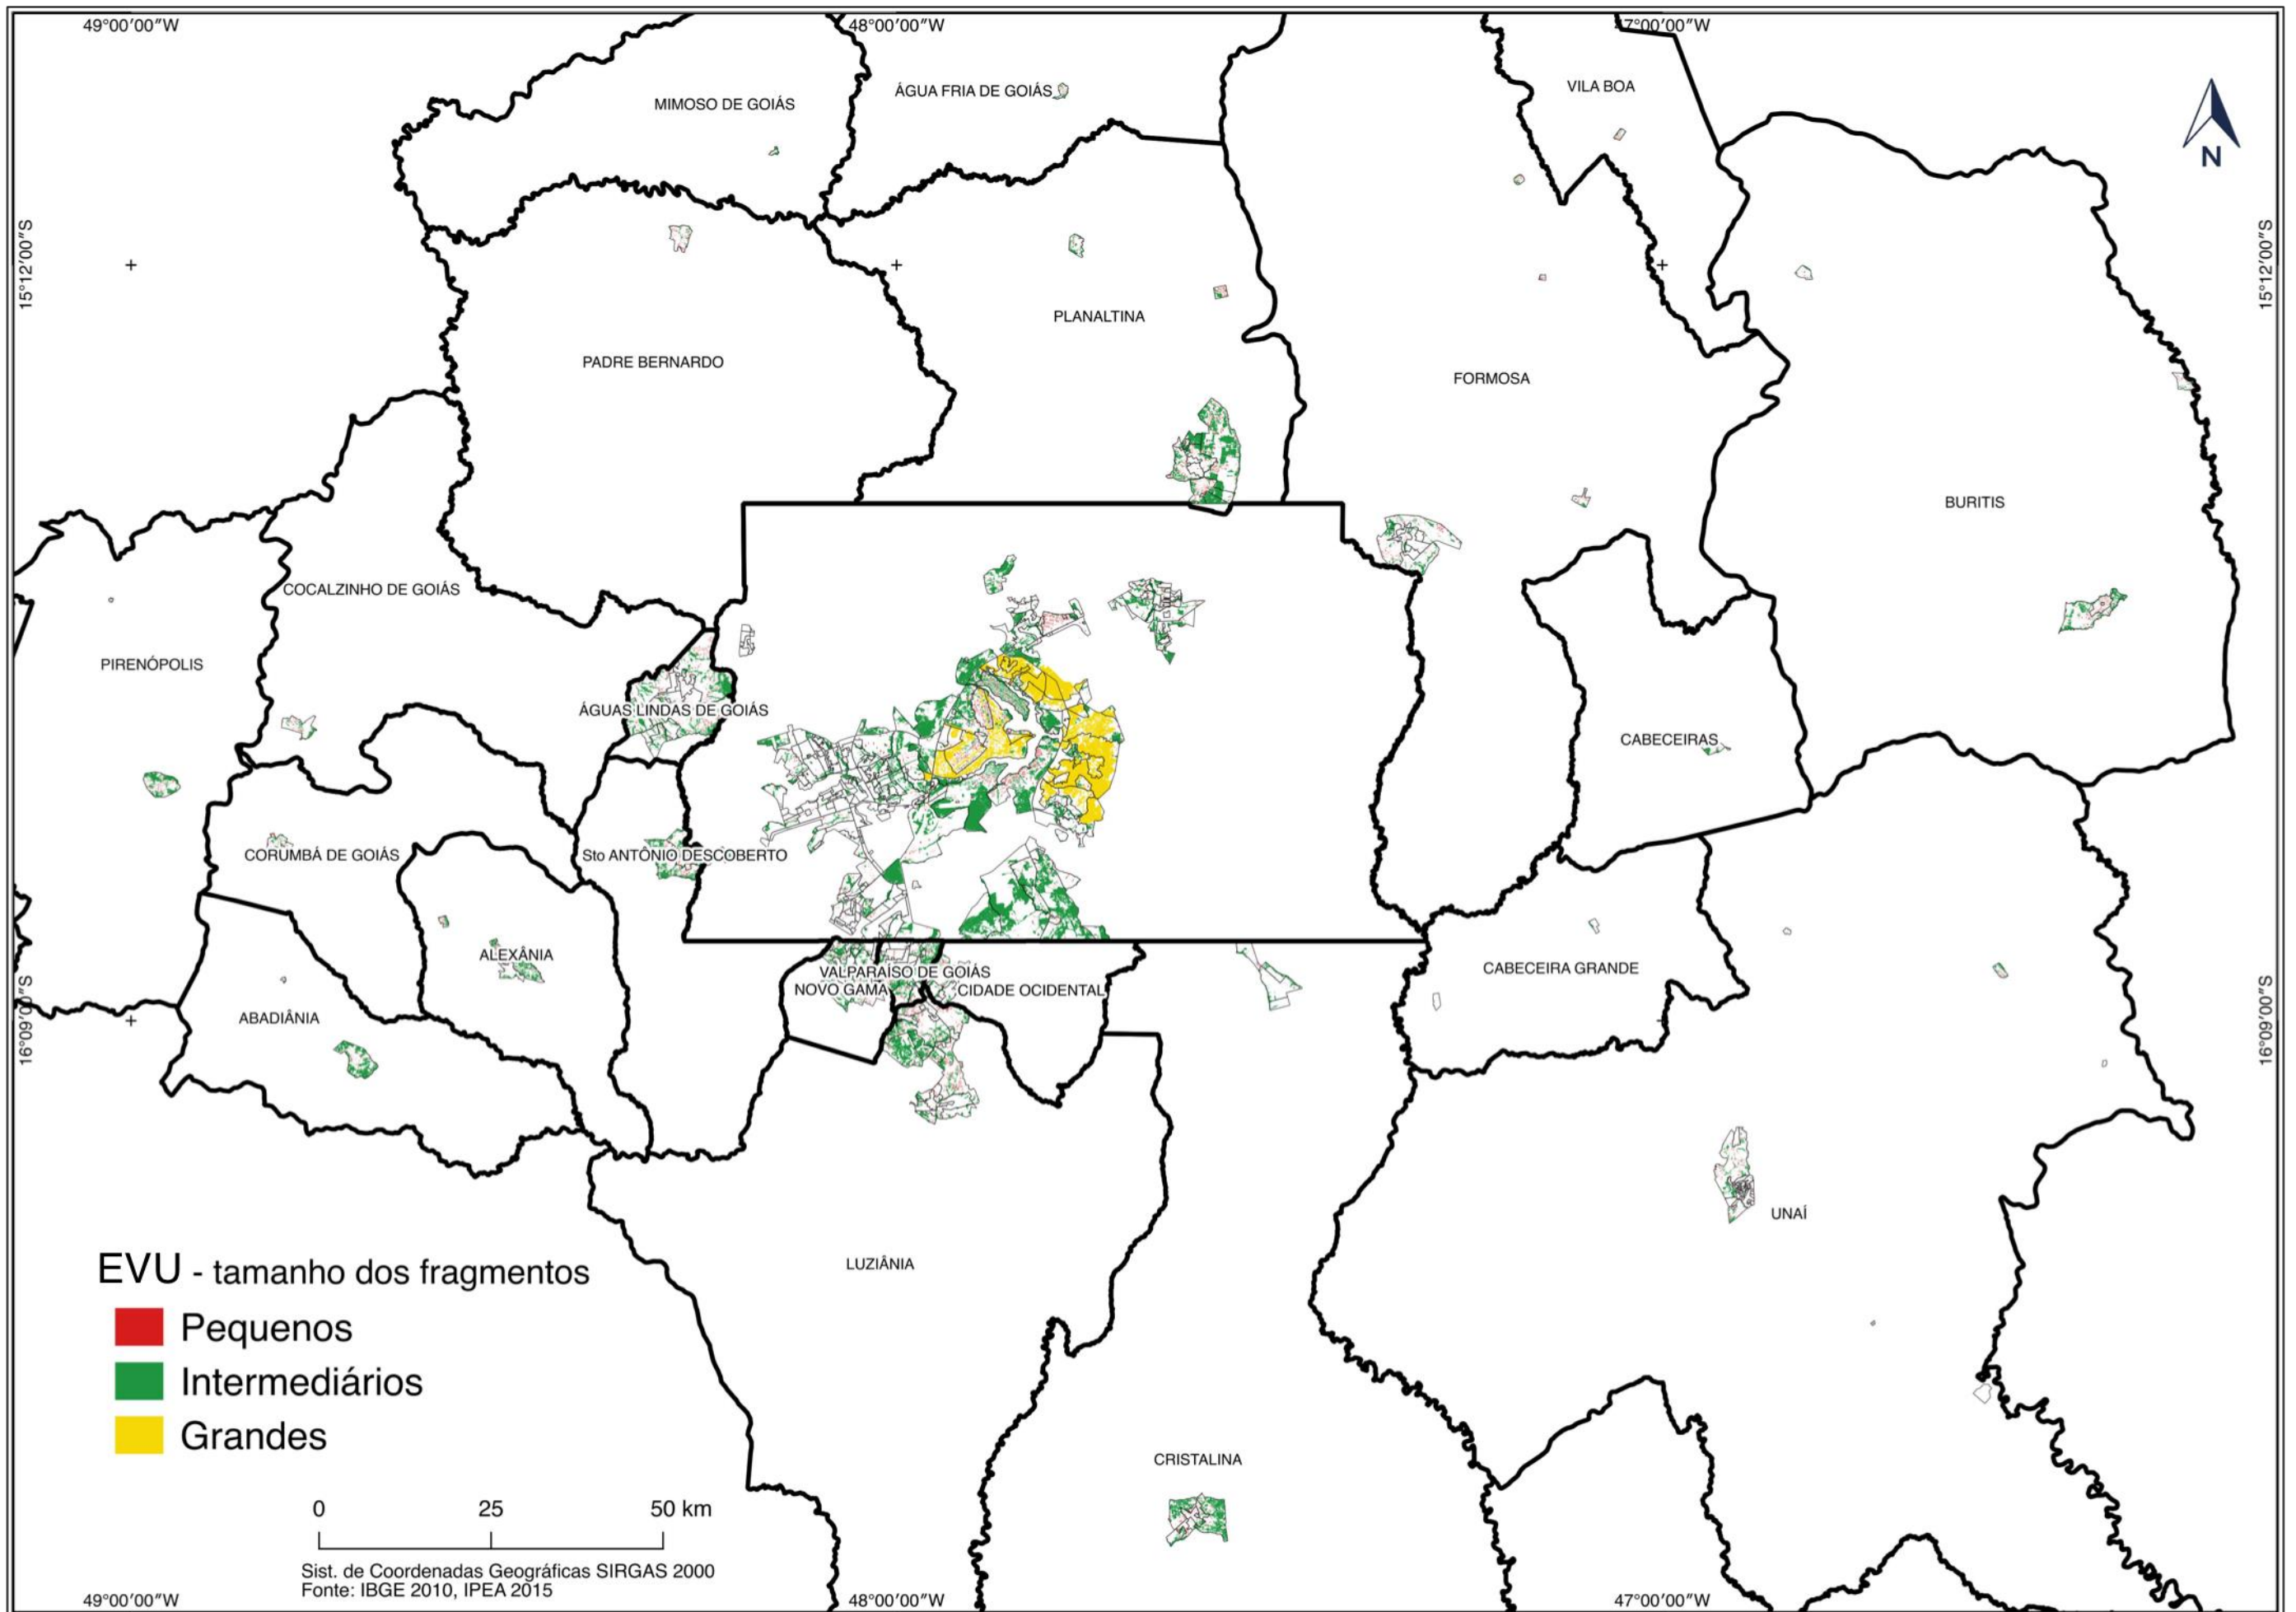 49°00'00"W
48°00'00"W
47°00'00"W
VILA BOA
ÁGUA FRIA DE GOIÁS
MIMOSO DE GOIÁS
N
15°12'00"S
15°12'00"S
PLANALTINA
PADRE BERNARDO
FORMOSA
BURITIS
COCALZINHO DE GOIÁS
PIRENÓPOLIS
ÁGUAS LINDAS DE GOIÁS
CABECEIRAS
CORUMBÁ DE GOIÁS
Sto ANTÔNIO DESCOBERTO
ALEXÂNIA
VALPARAÍSO DE GOIÁS
CABECEIRA GRANDE
NOVO GAMA
CIDADE OCIDENTAL
ABADIÂNIA
16°09'00"S
16°09'00"S
UNAÍ
LUZIÂNIA
EVU - tamanho dos fragmentos
Pequenos
Intermediários
Grandes
CRISTALINA
0 25 50 km
Sist. de Coordenadas Geográficas SIRGAS 2000
Fonte: IBGE 2010, IPEA 2015
49°00'00"W
48°00'00"W
47°00'00"W